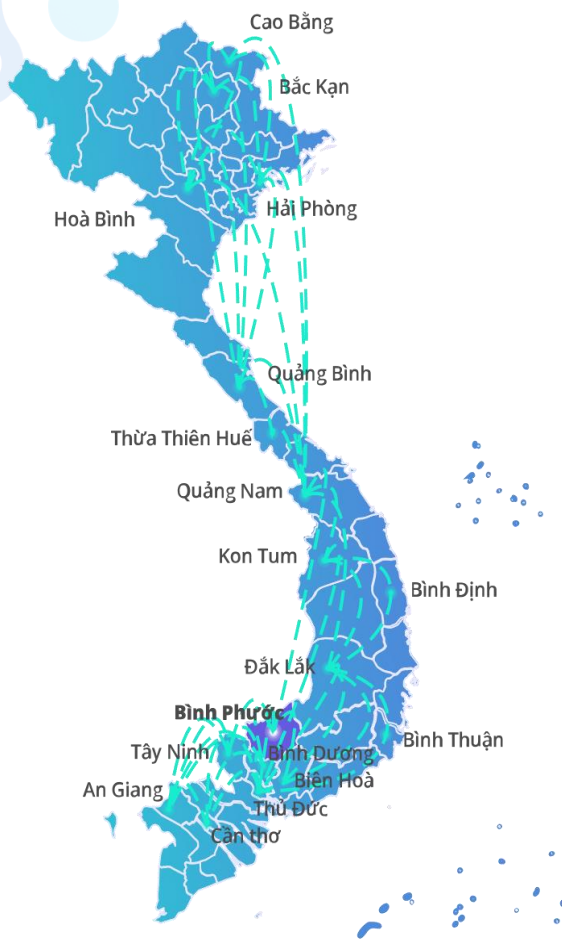 Cao Bằng
Bắc Kạn
Hải Phòng
Hoà Bình
Quảng Bình
Thừa Thiên Huế
Quảng Nam
Kon Tum
Bình Định
Đắk Lắk
Bình Phước
Bình Thuận
Tây Ninh
Bình Dương
Biên Hoà
An Giang
Thủ Đức
Cần thơ